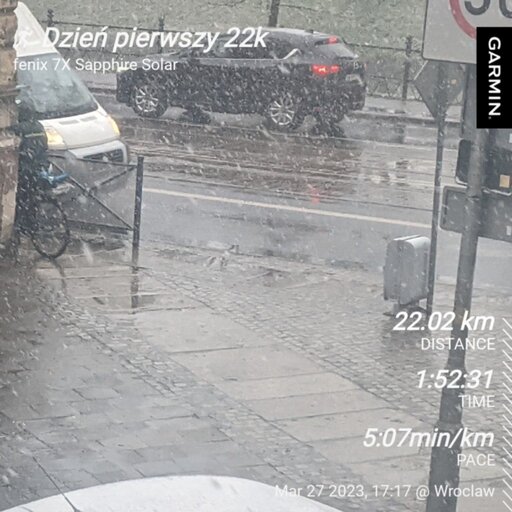 Dzień pierwszy 22k
fenix 7X Sapphire Solar
GARMIN
22.02 km
DISTANCE
1:52:31
TIME
5:07min/km
PACE
Mar 27 2023, 17:17 @ Wroclaw